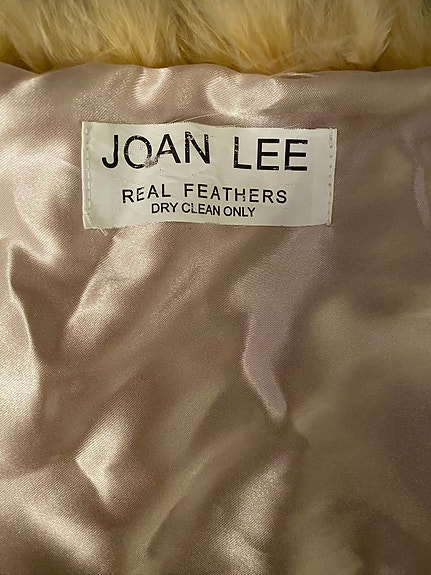 JOAN LEE
REAL FEATHERS
DRY CLEAN ONLY